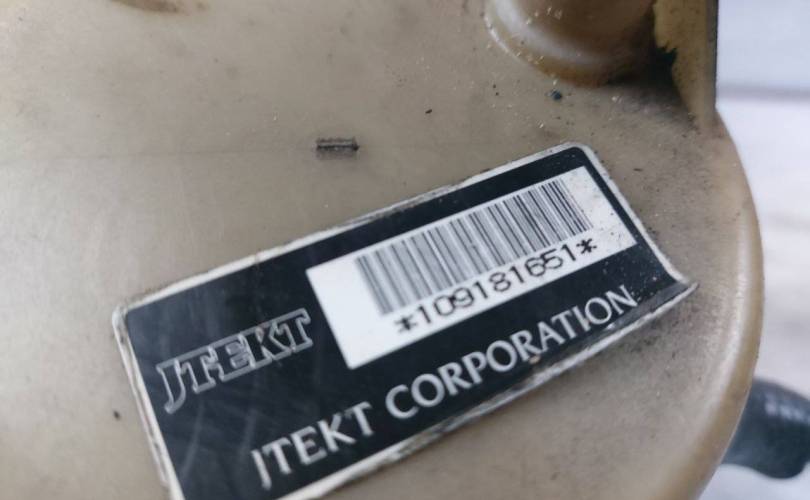 *109181651*
JTEKT
JTEKT CORPORATION